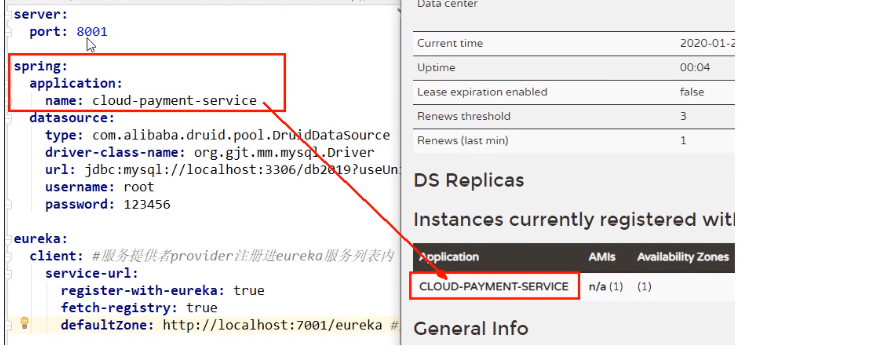 server:
port: 8001
spring:
application:
name: cloud-payment-service
datasource:
type: com.alibaba.druid.pool.DruidDataSource
driver-class-name: org.gjt.mm.mysql.Driver
url: jdbc:mysql://localhost:3306/db2019?useUni
username: root
password: 123456
eureka:
client: #服务提供者provider注册进eureka服务列表内
service-url:
register-with-eureka: true
fetch-registry: true
defaultZone: http://localhost:7001/eureka #
Data center
Current time 2020-01-2
Uptime 00:04
Lease expiration enabled false
Renews threshold 3
Renews (last min) 1
DS Replicas
Instances currently registered wit
Application AMIs Availability Zones
CLOUD-PAYMENT-SERVICE n/a (1) (1)
General Info